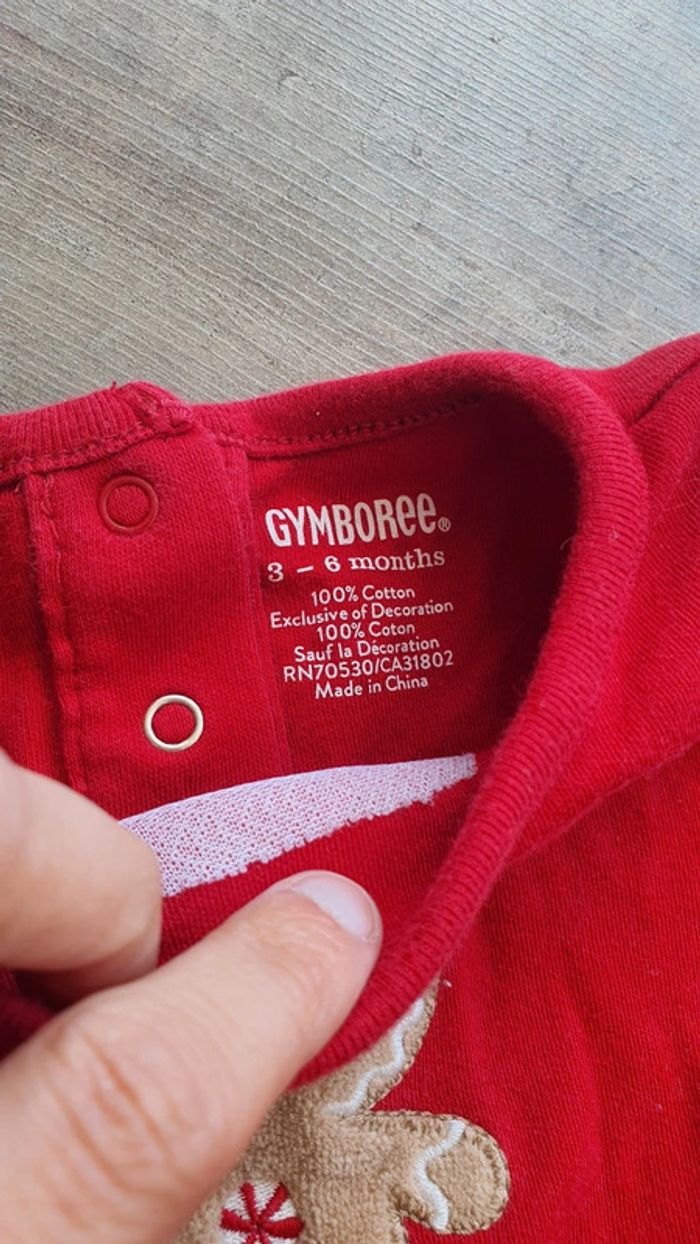 GYMBOREE®
3 – 6 months
100% Cotton
Exclusive of Decoration
100% Coton
Sauf la Décoration
RN70530/CA31802
Made in China